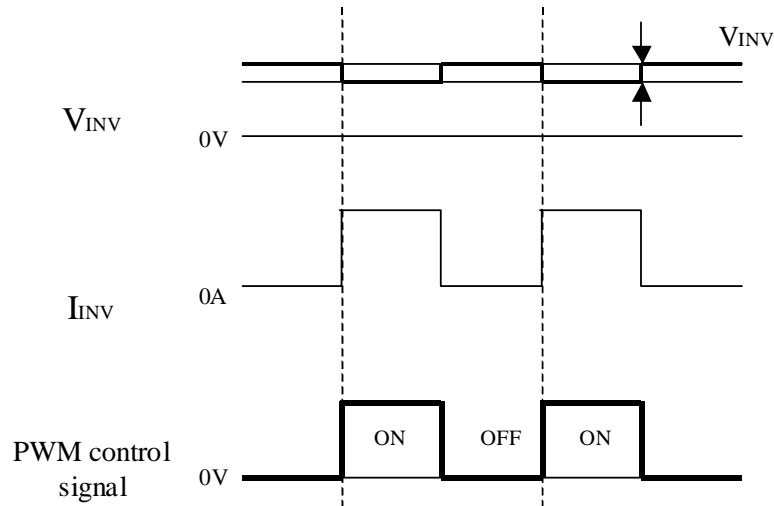 VINV
VINV
0V
0A
IINV
ON
OFF
ON
PWM control
signal
0V